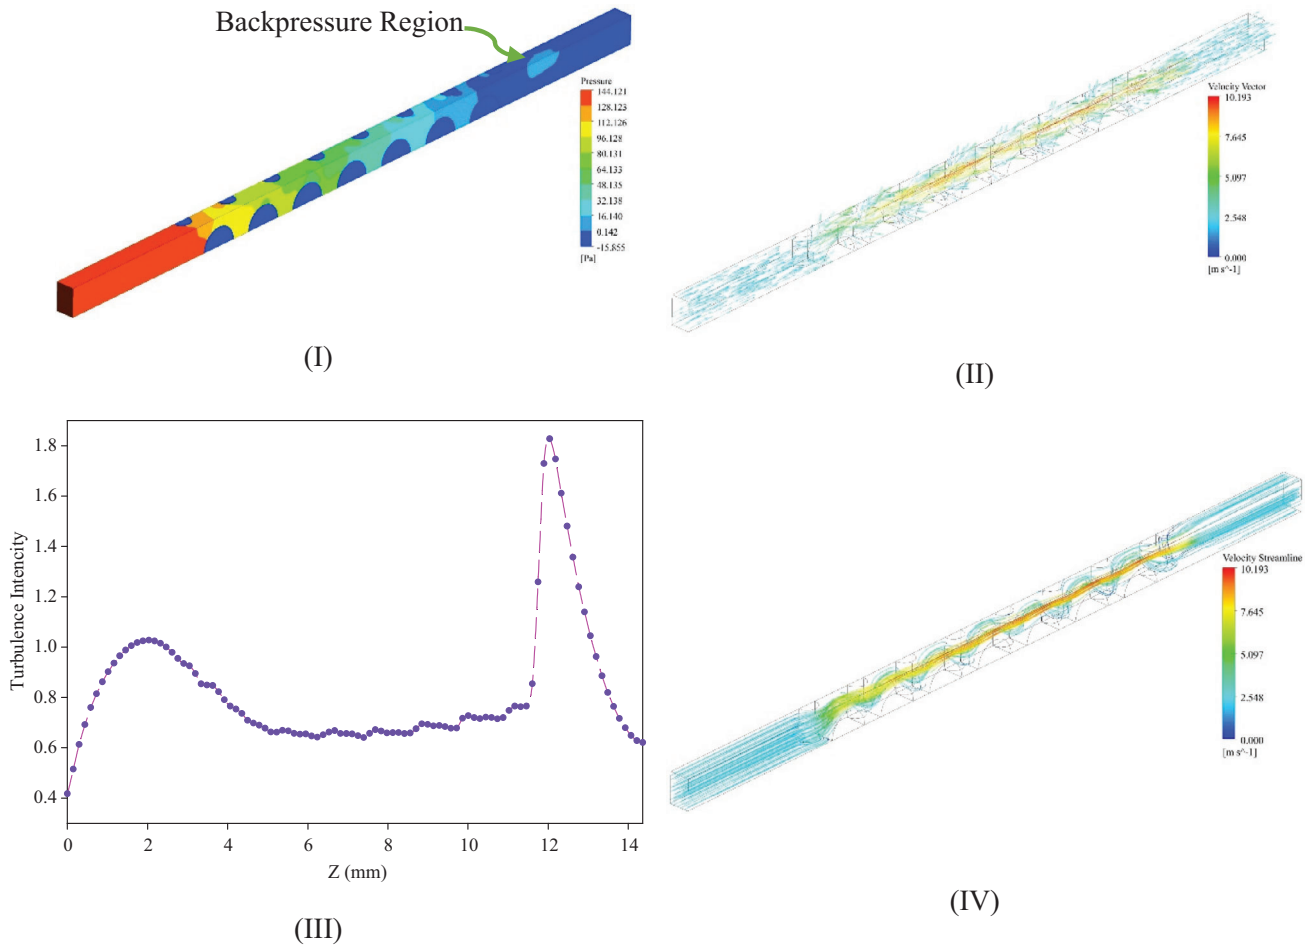 Backpressure Region
Pressure
144.121
128.123
112.126
96.128
80.131
64.133
48.135
32.138
16.140
0.142
-15.855
[Pa]
(I)
Velocity Vector
10.193
7.645
5.097
2.548
0.000
[m s^-1]
(II)
Turbulence Intencity
1.8
1.6
1.4
1.2
1.0
0.8
0.6
0.4
0 2 4 6 8 10 12 14
Z (mm)
(III)
Velocity Streamline
10.193
7.645
5.097
2.548
0.000
[m s^-1]
(IV)